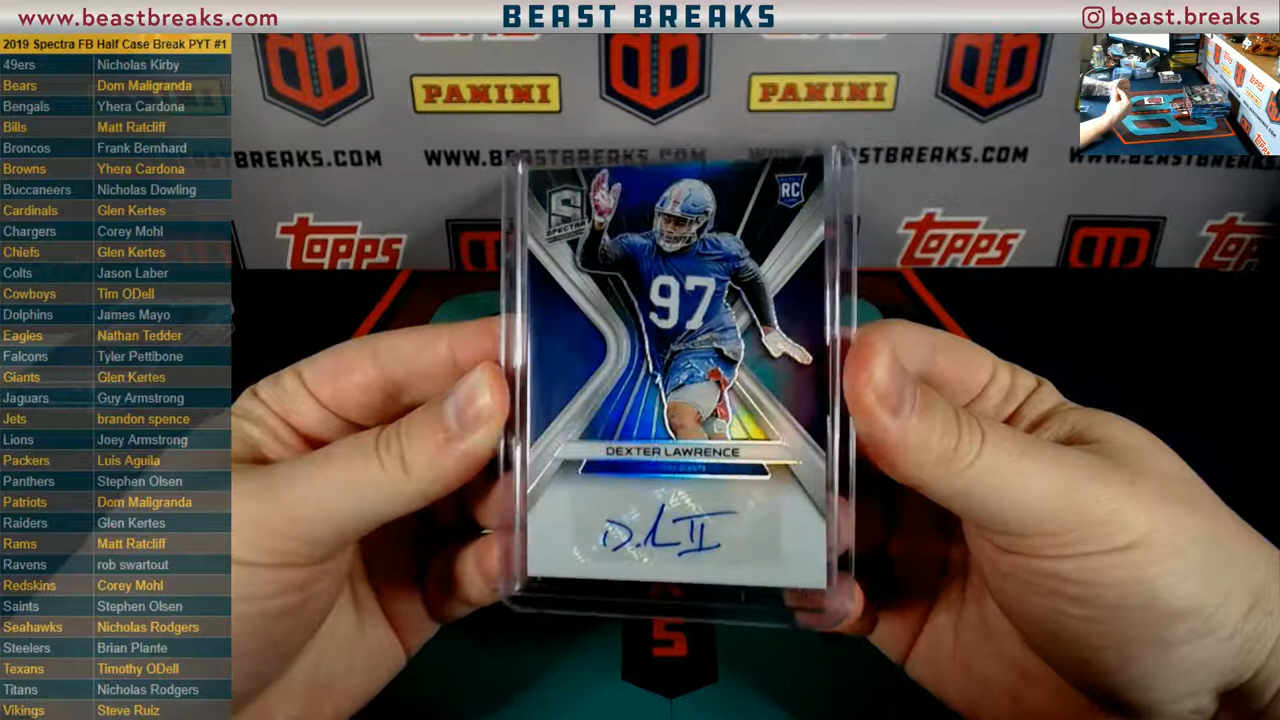 www.beastbreaks.com
BEAST BREAKS
beast.breaks
2019 Spectra FB Half Case Break PYT #1
49ers Nicholas Kirby
Bears Dom Maligranda
Bengals Yhera Cardona
Bills Matt Ratcliff
Broncos Frank Bernhard
Browns Yhera Cardona
Buccaneers Nicholas Dowling
Cardinals Glen Kertes
Chargers Corey Mohl
Chiefs Glen Kertes
Colts Jason Laber
Cowboys Tim ODell
Dolphins James Mayo
Eagles Nathan Tedder
Falcons Tyler Pettibone
Giants Glen Kertes
Jaguars Guy Armstrong
Jets brandon spence
Lions Joey Armstrong
Packers Luis Aguila
Panthers Stephen Olsen
Patriots Dom Maligranda
Raiders Glen Kertes
Rams Matt Ratcliff
Ravens rob swartout
Redskins Corey Mohl
Saints Stephen Olsen
Seahawks Nicholas Rodgers
Steelers Brian Plante
Texans Timothy ODell
Titans Nicholas Rodgers
Vikings Steve Ruiz
PANINI PANINI
WWW.BEASTBREAKS.COM
topps topps
S
SPECTRA
RC
97
DEXTER LAWRENCE